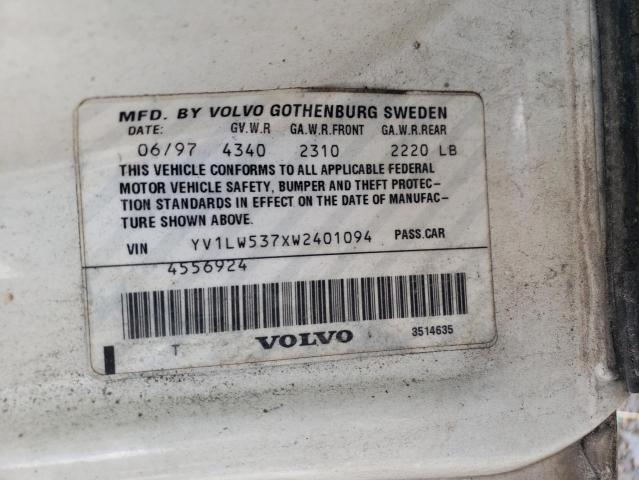 MFD. BY VOLVO GOTHENBURG SWEDEN
DATE: GV.W.R GA.W.R.FRONT GA.W.R.REAR
06/97 4340 2310 2220 LB
THIS VEHICLE CONFORMS TO ALL APPLICABLE FEDERAL
MOTOR VEHICLE SAFETY, BUMPER AND THEFT PROTEC-
TION STANDARDS IN EFFECT ON THE DATE OF MANUFAC-
TURE SHOWN ABOVE.
VIN YV1LW537XW2401094 PASS.CAR
4556924
T VOLVO 3514635